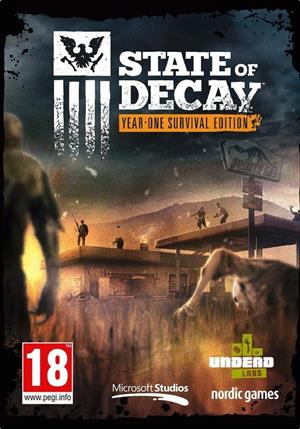 STATE OF
DECAY
YEAR-ONE SURVIVAL EDITION
18
www.pegi.info
Microsoft Studios
UNDEAD
LABS
nordic games